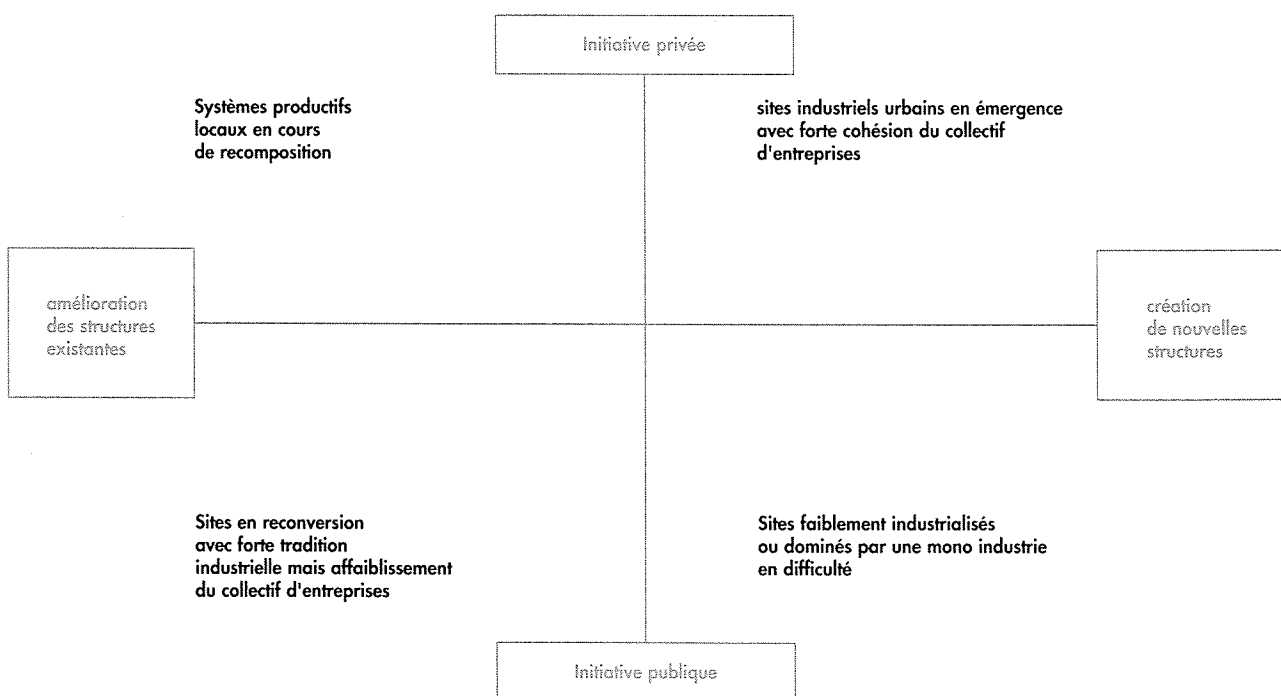 Initiative privée
Systèmes productifs
locaux en cours
de recomposition
sites industriels urbains en émergence
avec forte cohésion du collectif
d'entreprises
amélioration
des structures
existantes
création
de nouvelles
structures
Sites en reconversion
avec forte tradition
industrielle mais affaiblissement
du collectif d'entreprises
Sites faiblement industrialisés
ou dominés par une mono industrie
en difficulté
Initiative publique